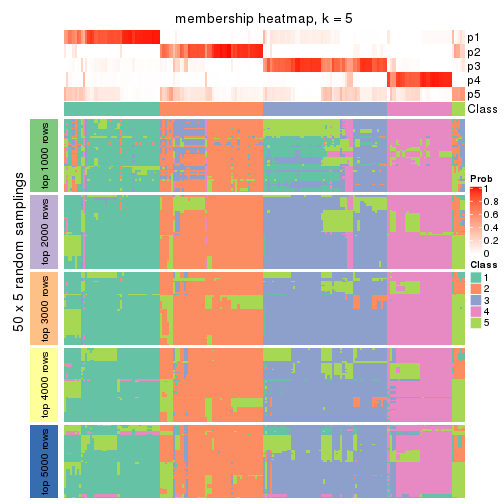 membership heatmap, k = 5
p1
p2
p3
p4
p5
Class
50 x 5 random samplings
top 1000 rows
top 2000 rows
top 3000 rows
top 4000 rows
top 5000 rows
Prob
1
0.8
0.6
0.4
0.2
0
Class
1
2
3
4
5